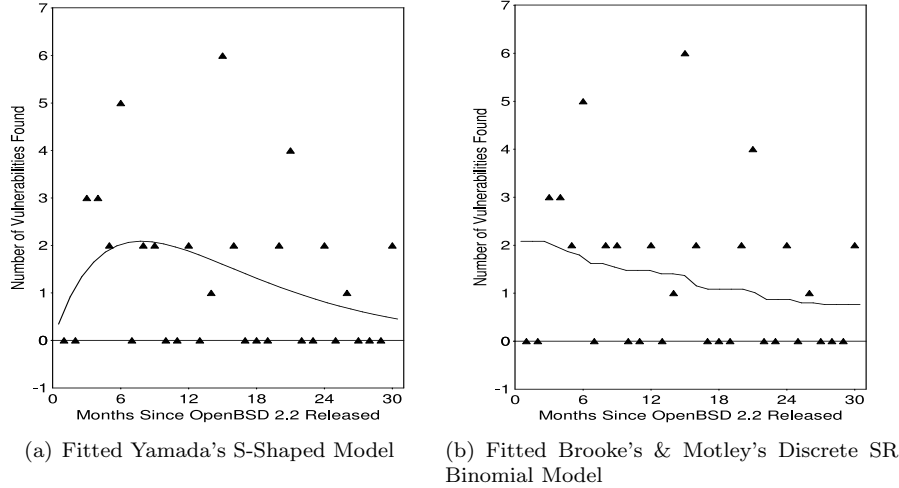 7
6
5
4
3
2
1
0
-1
Number of Vulnerabilities Found
0 6 12 18 24 30
Months Since OpenBSD 2.2 Released
(a) Fitted Yamada's S-Shaped Model
7
6
5
4
3
2
1
0
-1
Number of Vulnerabilities Found
0 6 12 18 24 30
Months Since OpenBSD 2.2 Released
(b) Fitted Brooke's & Motley's Discrete SR
Binomial Model